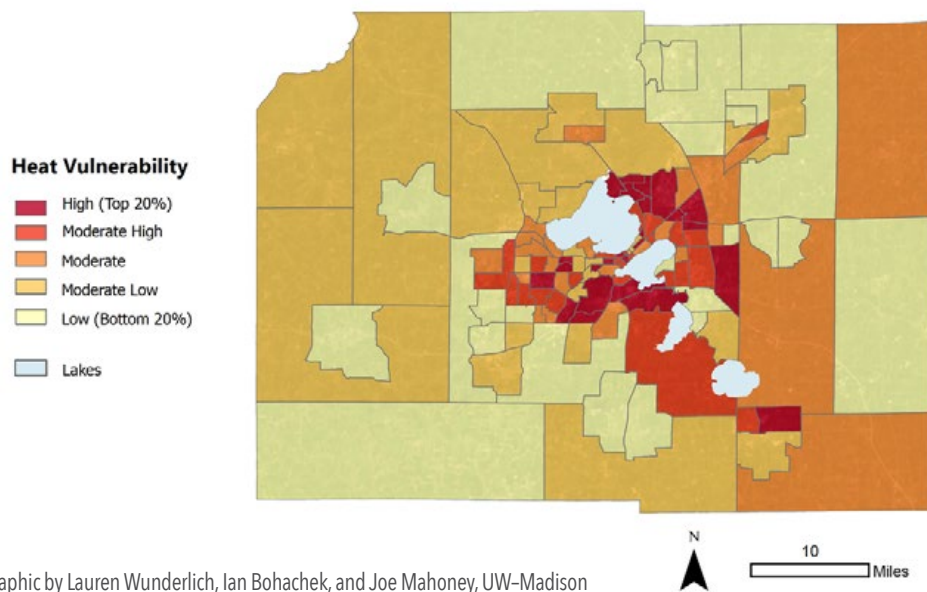 Heat Vulnerability
High (Top 20%)
Moderate High
Moderate
Moderate Low
Low (Bottom 20%)
Lakes
N
10
Miles
by Lauren Wunderlich, Ian Bohachek, and Joe Mahoney, UW–Madison